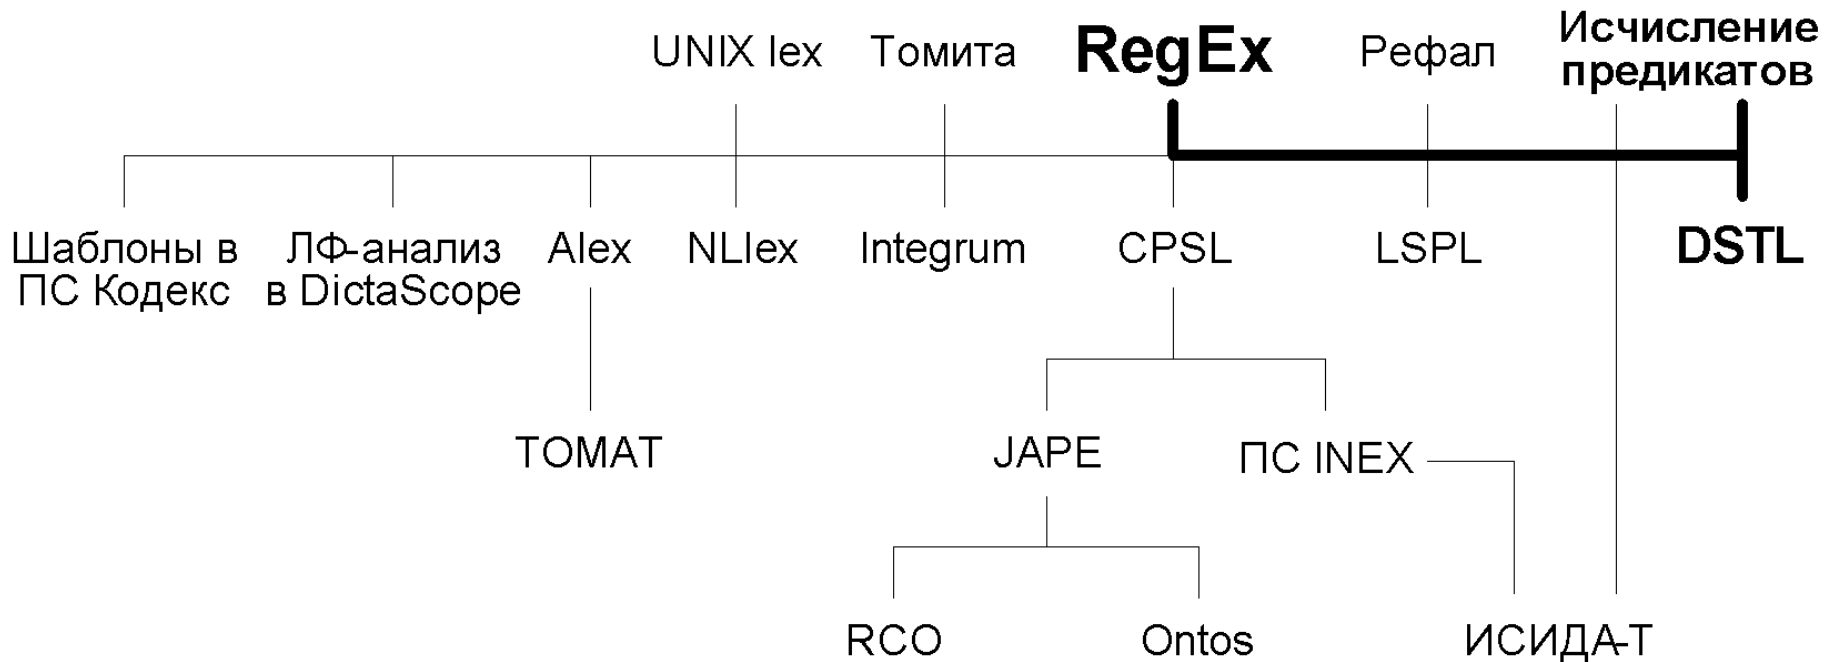 UNIX lex
Томита
RegEx
Рефал
Исчисление
предикатов
Шаблоны в
ПС Кодекс
ЛФ-анализ
в DictaScope
Alex
NLlex
Integrum
CPSL
LSPL
DSTL
ТОМАТ
JAPE
ПС INEX
RCO
Ontos
ИСИДА-Т